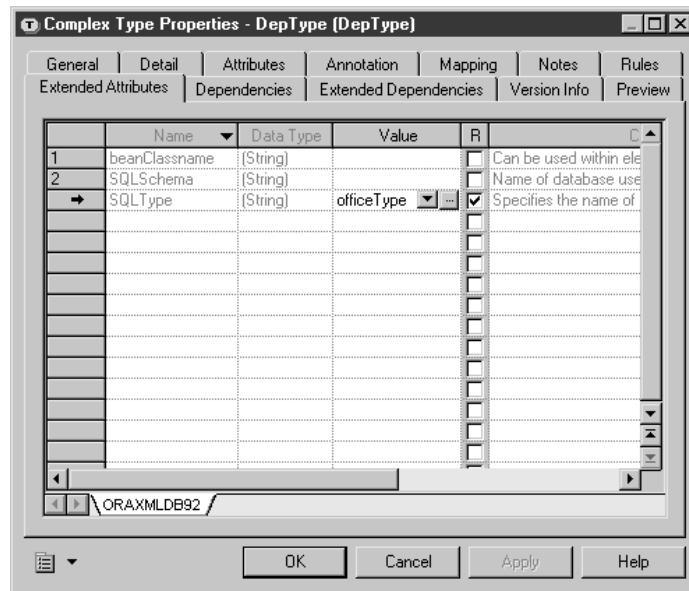 Complex Type Properties - DepType (DepType)
General Detail Attributes Annotation Mapping Notes Rules
Extended Attributes Dependencies Extended Dependencies Version Info Preview
Name Data Type Value R C
1 beanClassname (String) Can be used within ele
2 SQLSchema (String) Name of database use
SQLType (String) officeType ... Specifies the name of
ORAXMLDB92
OK Cancel Apply Help